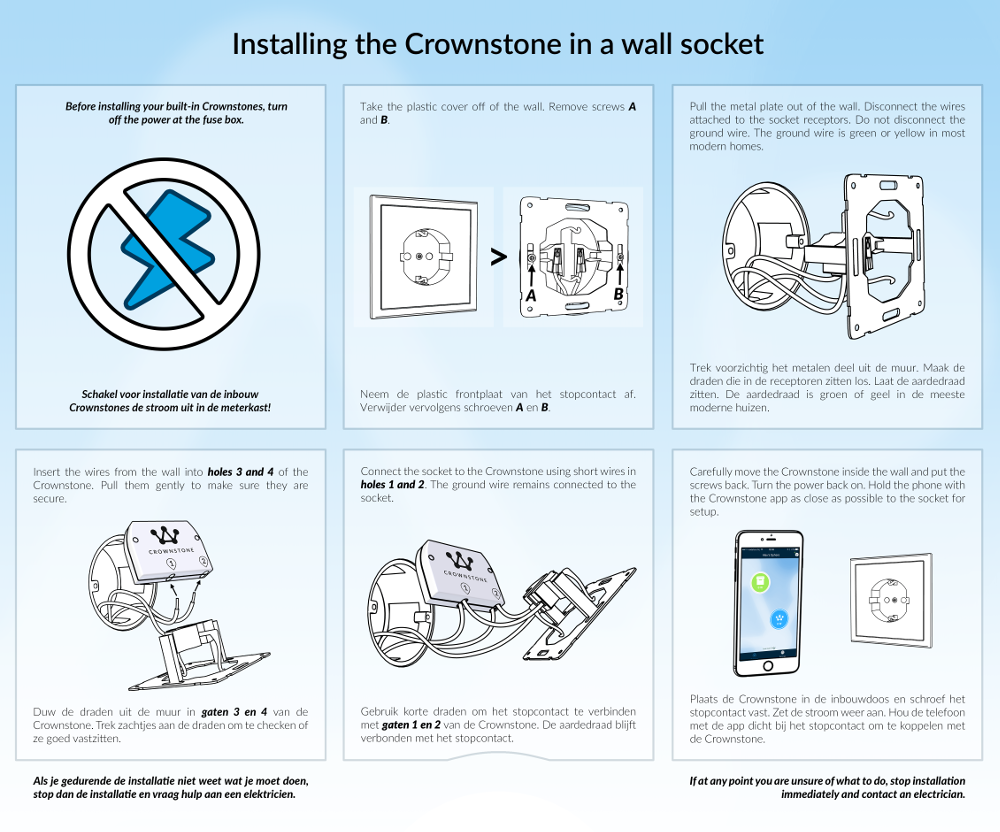 Installing the Crownstone in a wall socket
Before installing your built-in Crownstones, turn
off the power at the fuse box.
Schakel voor installatie van de inbouw
Crownstones de stroom uit in de meterkast!
Take the plastic cover off of the wall. Remove screws A
and B.
>
A
B
Neem de plastic frontplaat van het stopcontact af.
Verwijder vervolgens schroeven A en B.
Pull the metal plate out of the wall. Disconnect the wires
attached to the socket receptors. Do not disconnect the
ground wire. The ground wire is green or yellow in most
modern homes.
Trek voorzichtig het metalen deel uit de muur. Maak de
draden die in de receptoren zitten los. Laat de aardedraad
zitten. De aardedraad is groen of geel in de meeste
moderne huizen.
Insert the wires from the wall into holes 3 and 4 of the
Crownstone. Pull them gently to make sure they are
secure.
CROWNSTONE
1
2
Duw de draden uit de muur in gaten 3 en 4 van de
Crownstone. Trek zachtjes aan de draden om te checken of
ze goed vastzitten.
Connect the socket to the Crownstone using short wires in
holes 1 and 2. The ground wire remains connected to the
socket.
CROWNSTONE
1
2
Gebruik korte draden om het stopcontact te verbinden
met gaten 1 en 2 van de Crownstone. De aardedraad blijft
verbonden met het stopcontact.
Carefully move the Crownstone inside the wall and put the
screws back. Turn the power back on. Hold the phone with
the Crownstone app as close as possible to the socket for
setup.
Plaats de Crownstone in de inbouwdoos en schroef het
stopcontact vast. Zet de stroom weer aan. Hou de telefoon
met de app dicht bij het stopcontact om te koppelen met
de Crownstone.
Als je gedurende de installatie niet weet wat je moet doen,
stop dan de installatie en vraag hulp aan een elektricien.
If at any point you are unsure of what to do, stop installation
immediately and contact an electrician.